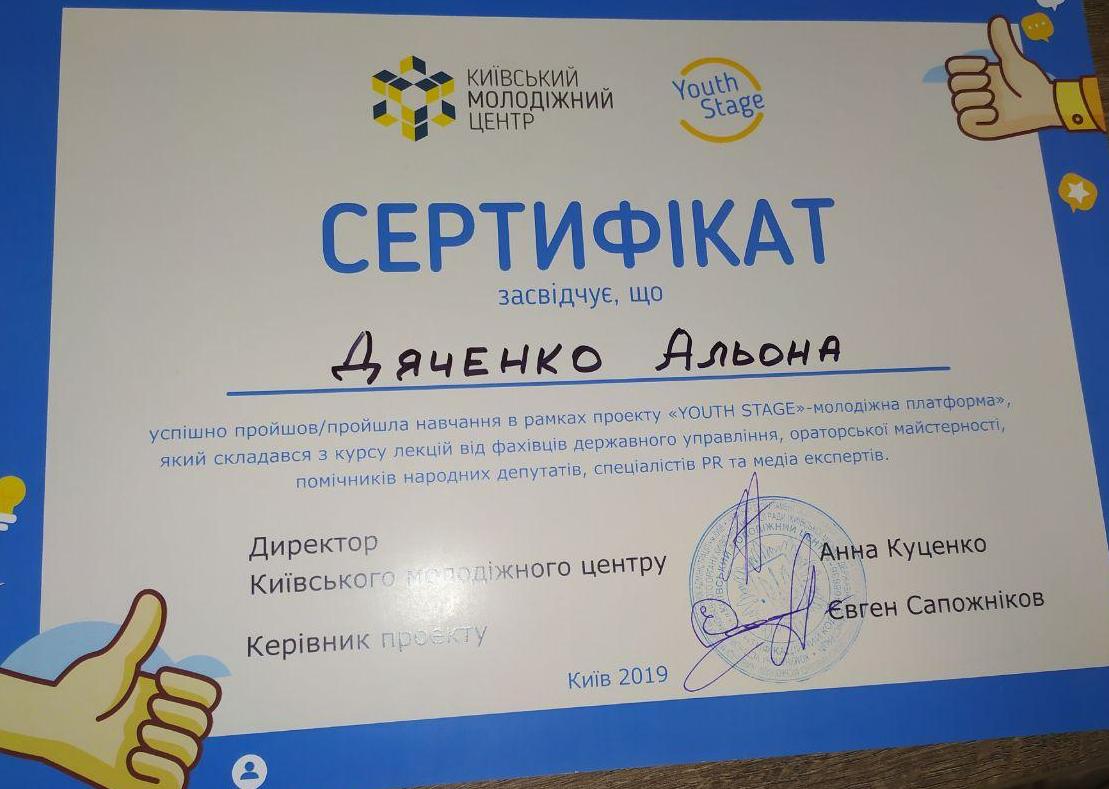 КИЇВСЬКИЙ
МОЛОДІЖНИЙ
ЦЕНТР
Youth
Stage
СЕРТИФІКАТ
засвідчує, що
Дяченко Альона
успішно пройшов/пройшла навчання в рамках проекту «YOUTH STAGE»-молодіжна платформа»,
який складався з курсу лекцій від фахівців державного управління, ораторської майстерності,
помічників народних депутатів, спеціалістів PR та медіа експертів.
Директор
Київського молодіжного центру
Анна Куценко
Керівник проекту
Євген Сапожніков
Київ 2019